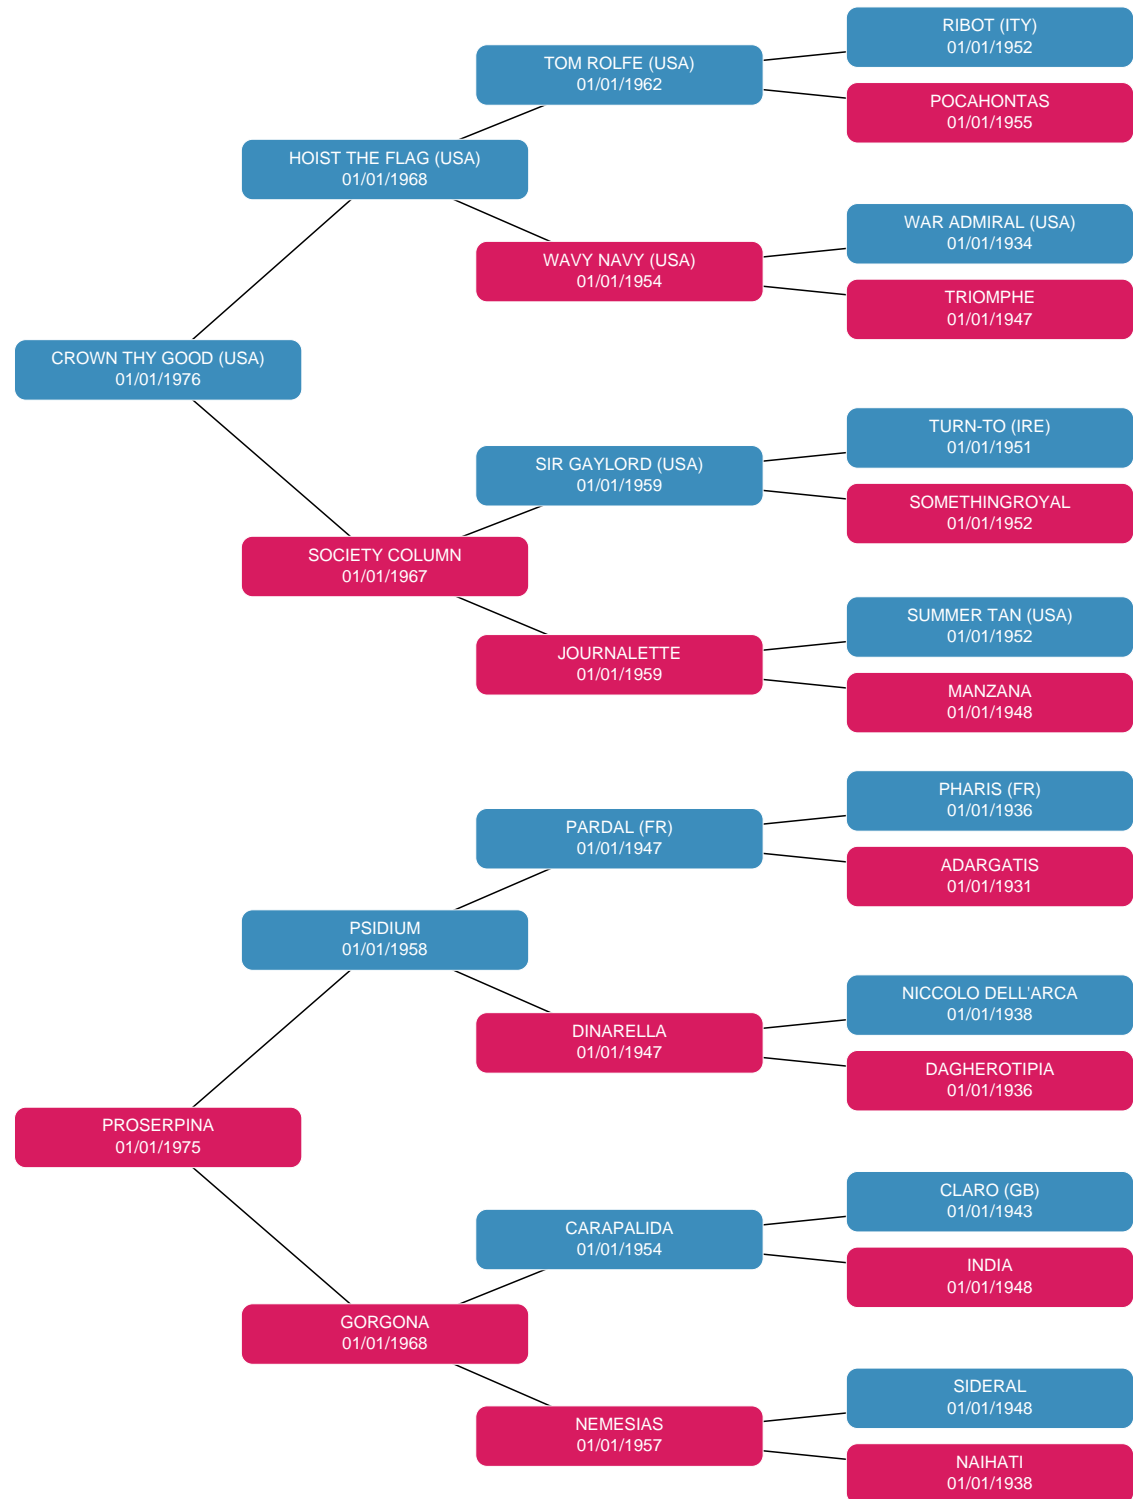 RIBOT (ITY)
01/01/1952
TOM ROLFE (USA)
01/01/1962
POCAHONTAS
01/01/1955
HOIST THE FLAG (USA)
01/01/1968
WAR ADMIRAL (USA)
01/01/1934
WAVY NAVY (USA)
01/01/1954
TRIOMPHE
01/01/1947
CROWN THY GOOD (USA)
01/01/1976
TURN-TO (IRE)
01/01/1951
SIR GAYLORD (USA)
01/01/1959
SOMETHINGROYAL
01/01/1952
SOCIETY COLUMN
01/01/1967
SUMMER TAN (USA)
01/01/1952
JOURNALETTE
01/01/1959
MANZANA
01/01/1948
PHARIS (FR)
01/01/1936
PARDAL (FR)
01/01/1947
ADARGATIS
01/01/1931
PSIDIUM
01/01/1958
NICCOLO DELL'ARCA
01/01/1938
DINARELLA
01/01/1947
DAGHEROTIPIA
01/01/1936
PROSERPINA
01/01/1975
CLARO (GB)
01/01/1943
CARAPALIDA
01/01/1954
INDIA
01/01/1948
GORGONA
01/01/1968
SIDERAL
01/01/1948
NEMESIAS
01/01/1957
NAIHATI
01/01/1938